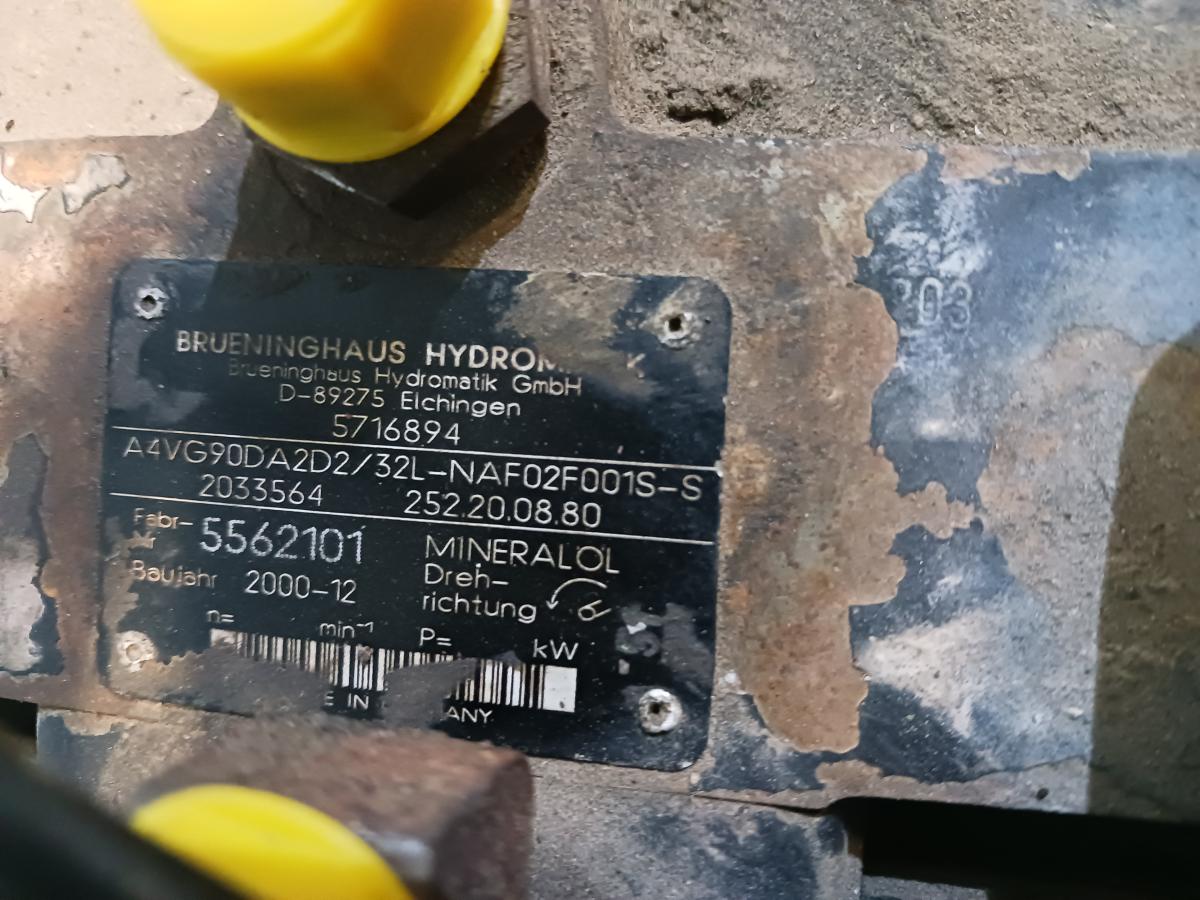 BRUENINGHAUS
Brueninghaus Hydromatik GmbH
D-89275 Elchingen
5716894
A4VG90DA2D2/32L-NAF02F001S-S
2033564 252.20.08.80
Fabr-
5562101
MINERALÖL
Baujahr 2000-12
Dreh-
richtung
n= min⁻¹ P= kW
IN
203